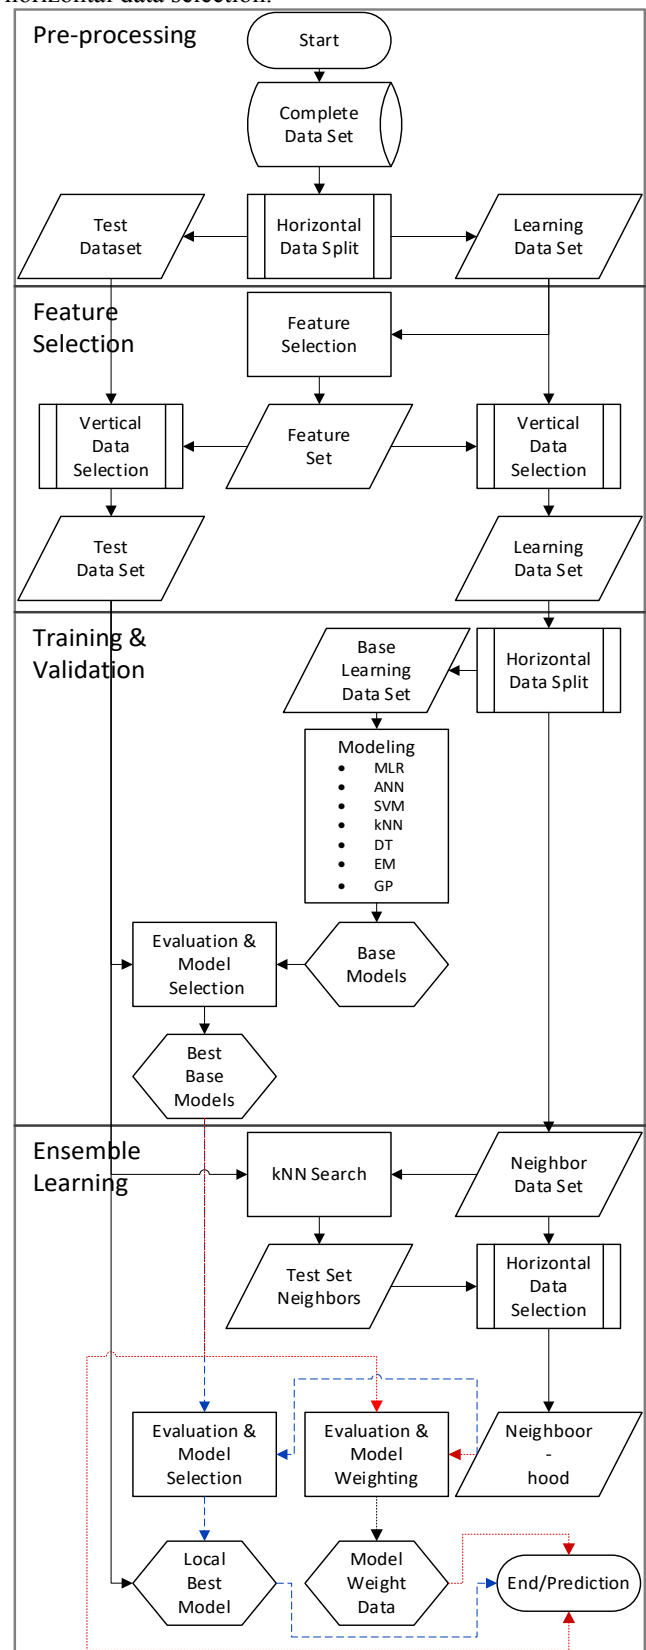 horizontal data selection.
Pre-processing
Start
Complete
Data Set
Test
Dataset
Horizontal
Data Split
Learning
Data Set
Feature
Selection
Feature
Selection
Vertical
Data
Selection
Feature
Set
Vertical
Data
Selection
Test
Data Set
Learning
Data Set
Training &
Validation
Base
Learning
Data Set
Horizontal
Data Split
Modeling
• MLR
• ANN
• SVM
• kNN
• DT
• EM
• GP
Evaluation &
Model
Selection
Base
Models
Best
Base
Models
Ensemble
Learning
kNN Search
Neighbor
Data Set
Test Set
Neighbors
Horizontal
Data
Selection
Evaluation &
Model
Selection
Evaluation &
Model
Weighting
Neighboor
-
hood
Local
Best
Model
Model
Weight
Data
End/Prediction